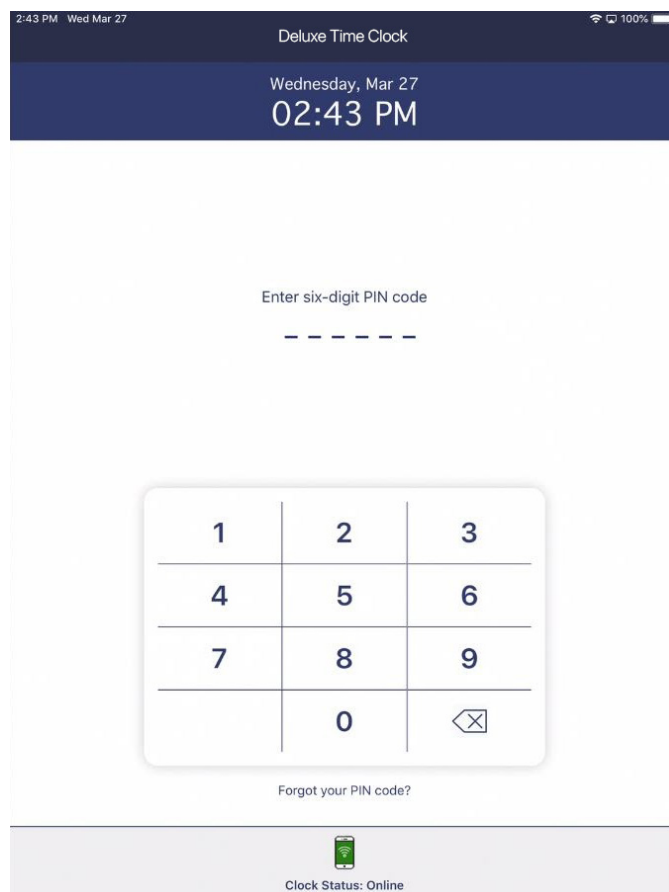 2:43 PM Wed Mar 27 100%
Deluxe Time Clock
Wednesday, Mar 27
02:43 PM
Enter six-digit PIN code
1 2 3
4 5 6
7 8 9
0
Forgot your PIN code?
Clock Status: Online